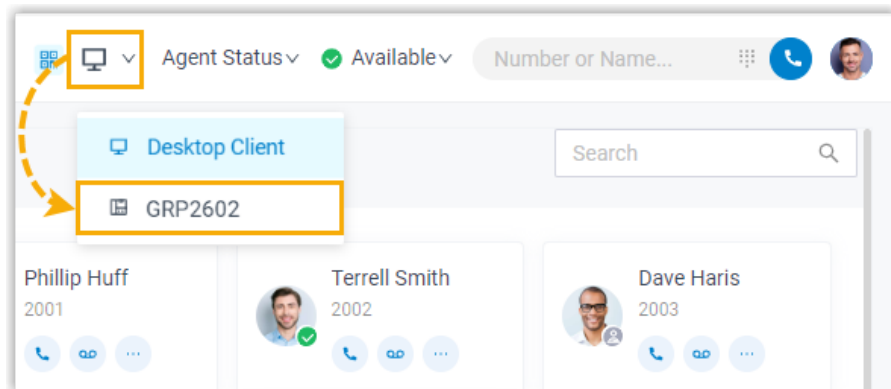 Agent Status
Available
Number or Name...
Desktop Client
Search
GRP2602
Phillip Huff
Terrell Smith
Dave Haris
2001
2002
2003